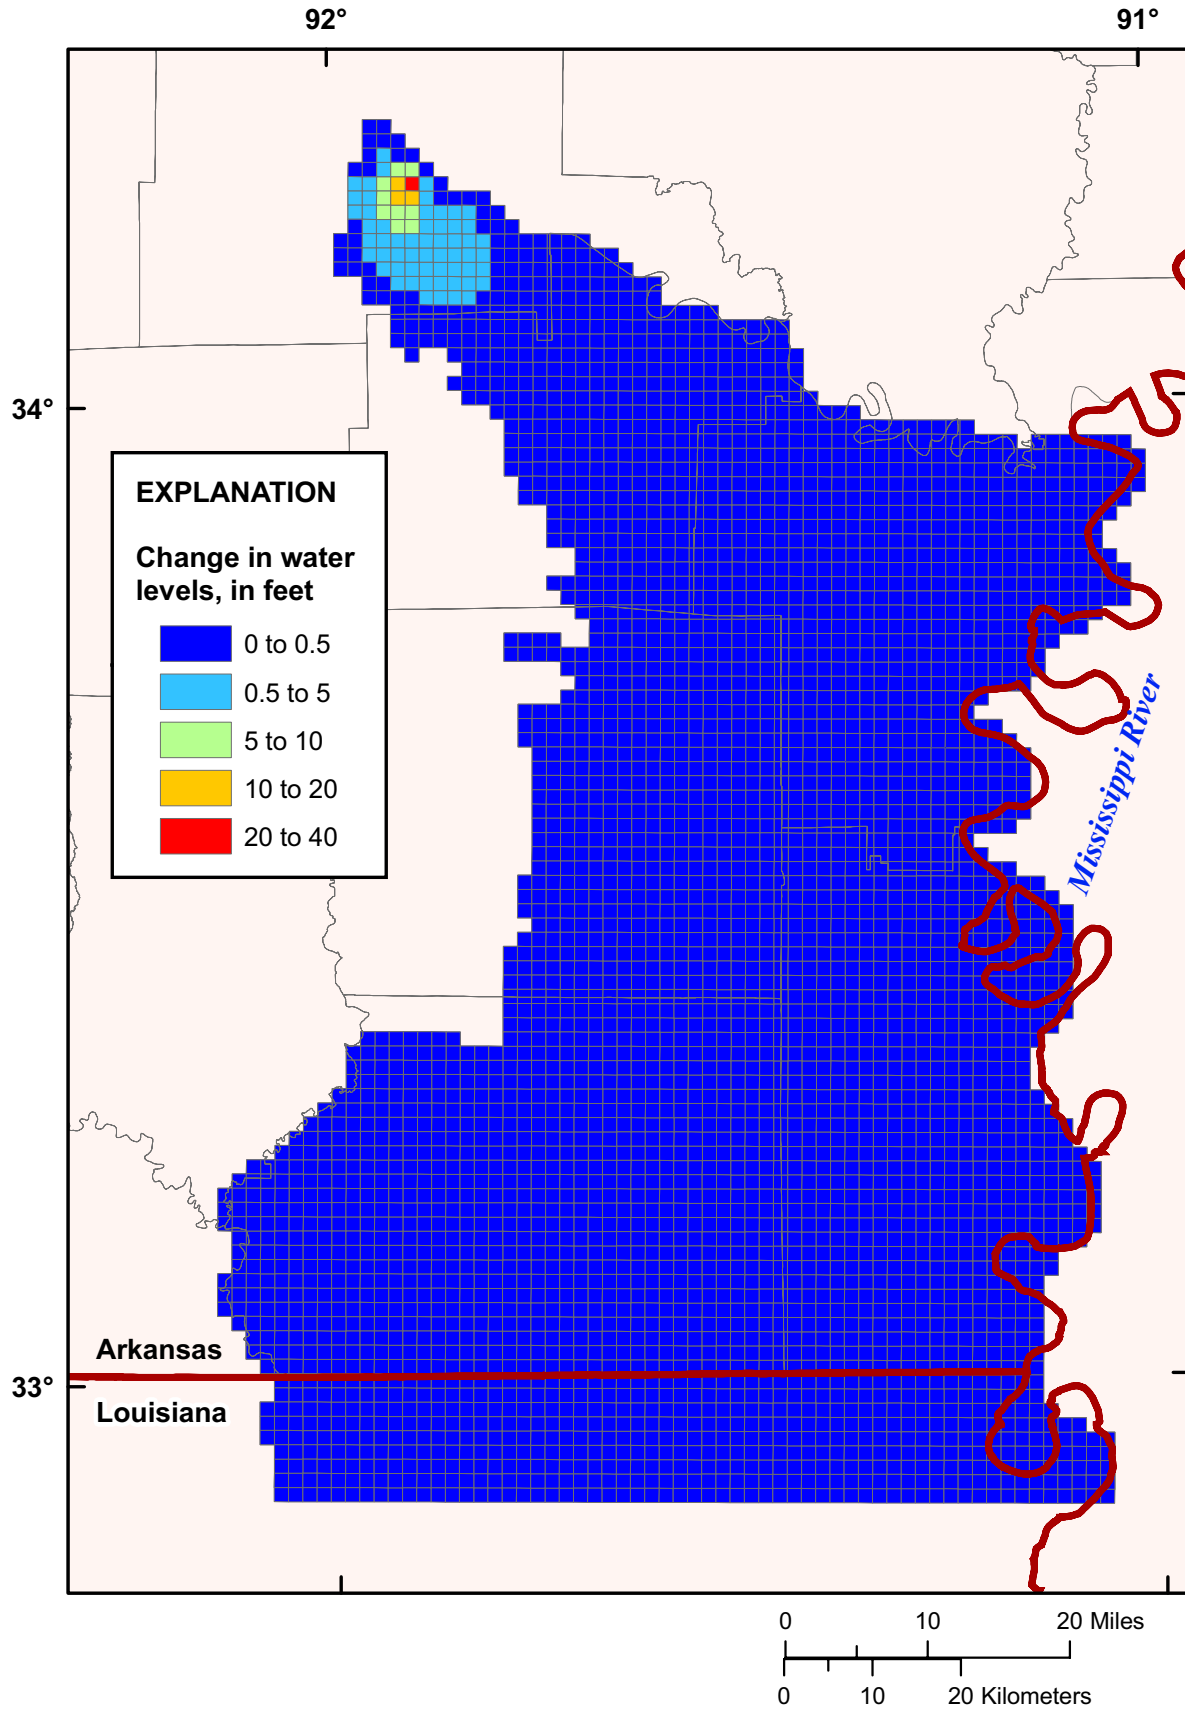 92°
91°
34°
EXPLANATION
Change in water
levels, in feet
0 to 0.5
0.5 to 5
5 to 10
10 to 20
20 to 40
Mississippi River
Arkansas
33°
Louisiana
0 10 20 Miles
0 10 20 Kilometers